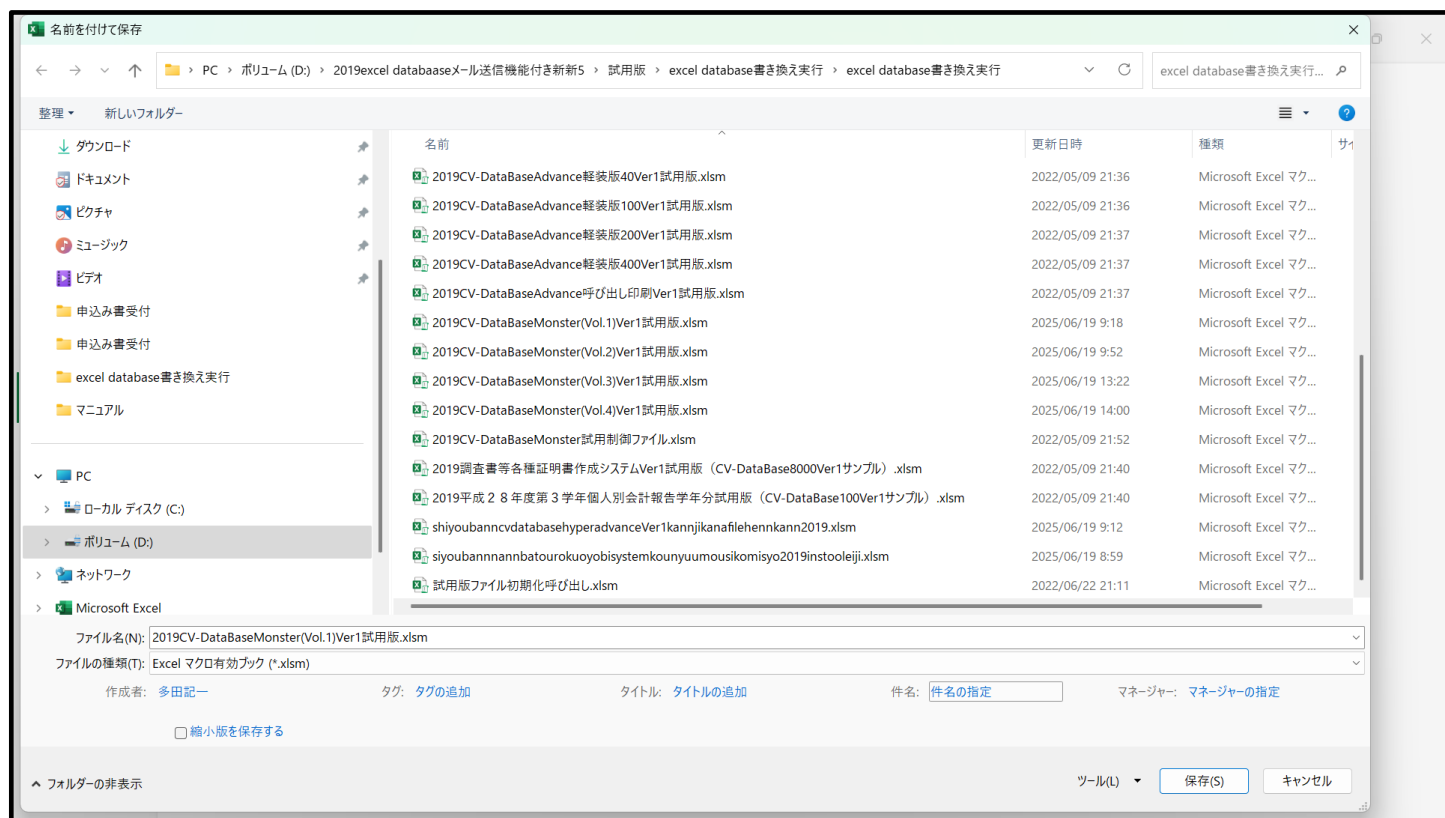 名前を付けて保存
PC › ボリューム (D:) › 2019excel databaaseメール送信機能付き新新5 › 試用版 › excel database書き換え実行 › excel database書き換え実行
excel database書き換え実行...
整理 新しいフォルダー
ダウンロード
ドキュメント
ピクチャ
ミュージック
ビデオ
申込み書受付
申込み書受付
excel database書き換え実行
マニュアル
PC
ローカル ディスク (C:)
ボリューム (D:)
ネットワーク
Microsoft Excel
名前 更新日時 種類
2019CV-DataBaseAdvance軽装版40Ver1試用版.xlsm 2022/05/09 21:36 Microsoft Excel マク...
2019CV-DataBaseAdvance軽装版100Ver1試用版.xlsm 2022/05/09 21:36 Microsoft Excel マク...
2019CV-DataBaseAdvance軽装版200Ver1試用版.xlsm 2022/05/09 21:37 Microsoft Excel マク...
2019CV-DataBaseAdvance軽装版400Ver1試用版.xlsm 2022/05/09 21:37 Microsoft Excel マク...
2019CV-DataBaseAdvance呼び出し印刷Ver1試用版.xlsm 2022/05/09 21:37 Microsoft Excel マク...
2019CV-DataBaseMonster(Vol.1)Ver1試用版.xlsm 2025/06/19 9:18 Microsoft Excel マク...
2019CV-DataBaseMonster(Vol.2)Ver1試用版.xlsm 2025/06/19 9:52 Microsoft Excel マク...
2019CV-DataBaseMonster(Vol.3)Ver1試用版.xlsm 2025/06/19 13:22 Microsoft Excel マク...
2019CV-DataBaseMonster(Vol.4)Ver1試用版.xlsm 2025/06/19 14:00 Microsoft Excel マク...
2019CV-DataBaseMonster試用制御ファイル.xlsm 2022/05/09 21:52 Microsoft Excel マク...
2019調査書等各種証明書作成システムVer1試用版（CV-DataBase8000Ver1サンプル）.xlsm 2022/05/09 21:40 Microsoft Excel マク...
2019平成２８年度第３学年個人別会計報告学年分試用版（CV-DataBase100Ver1サンプル）.xlsm 2022/05/09 21:40 Microsoft Excel マク...
shiyoubanncvdatabasehyperadvanceVer1kannjikanafilehennkann2019.xlsm 2025/06/19 9:12 Microsoft Excel マク...
siyoubannnannbatourokuoyobisystemkounyuumousikomisyo2019instooleiji.xlsm 2025/06/19 8:59 Microsoft Excel マク...
試用版ファイル初期化呼び出し.xlsm 2022/06/22 21:11 Microsoft Excel マク...
ファイル名(N): 2019CV-DataBaseMonster(Vol.1)Ver1試用版.xlsm
ファイルの種類(T): Excel マクロ有効ブック (*.xlsm)
作成者: 多田記一 タグ: タグの追加 タイトル: タイトルの追加 件名: 件名の指定 マネージャー: マネージャーの指定
縮小版を保存する
フォルダーの非表示 ツール(L) 保存(S) キャンセル